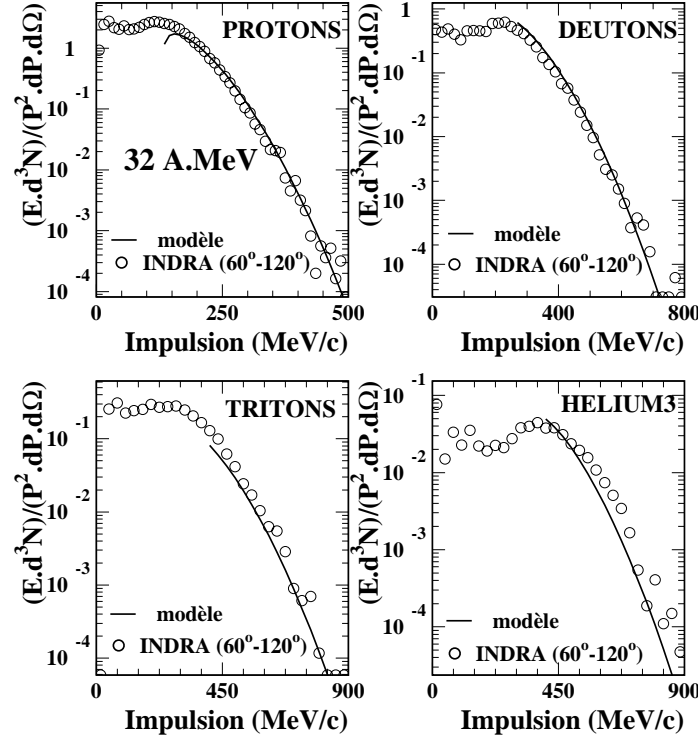 PROTONS
(E.d³N)/(P².dP.dΩ)
1
10⁻¹
10⁻²
10⁻³
10⁻⁴
32 A.MeV
modèle
INDRA (60°-120°)
0 250 500
Impulsion (MeV/c)
DEUTONS
(E.d³N)/(P².dP.dΩ)
1
10⁻¹
10⁻²
10⁻³
10⁻⁴
modèle
INDRA (60°-120°)
0 400 800
Impulsion (MeV/c)
TRITONS
(E.d³N)/(P².dP.dΩ)
1
10⁻¹
10⁻²
10⁻³
10⁻⁴
modèle
INDRA (60°-120°)
0 450 900
Impulsion (MeV/c)
HELIUM3
(E.d³N)/(P².dP.dΩ)
10⁻¹
10⁻²
10⁻³
10⁻⁴
modèle
INDRA (60°-120°)
0 450 900
Impulsion (MeV/c)